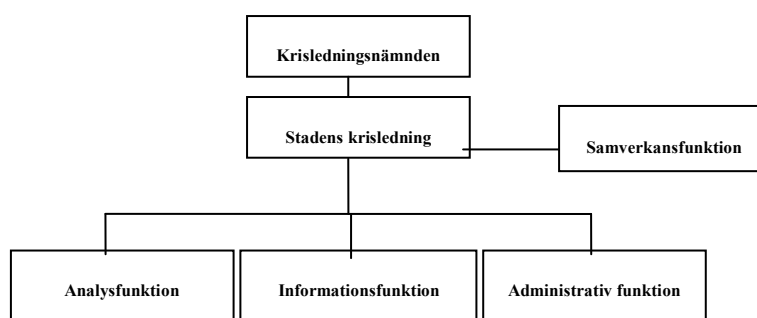 Krisledningsnämnden
Stadens krisledning
Samverkansfunktion
Analysfunktion
Informationsfunktion
Administrativ funktion